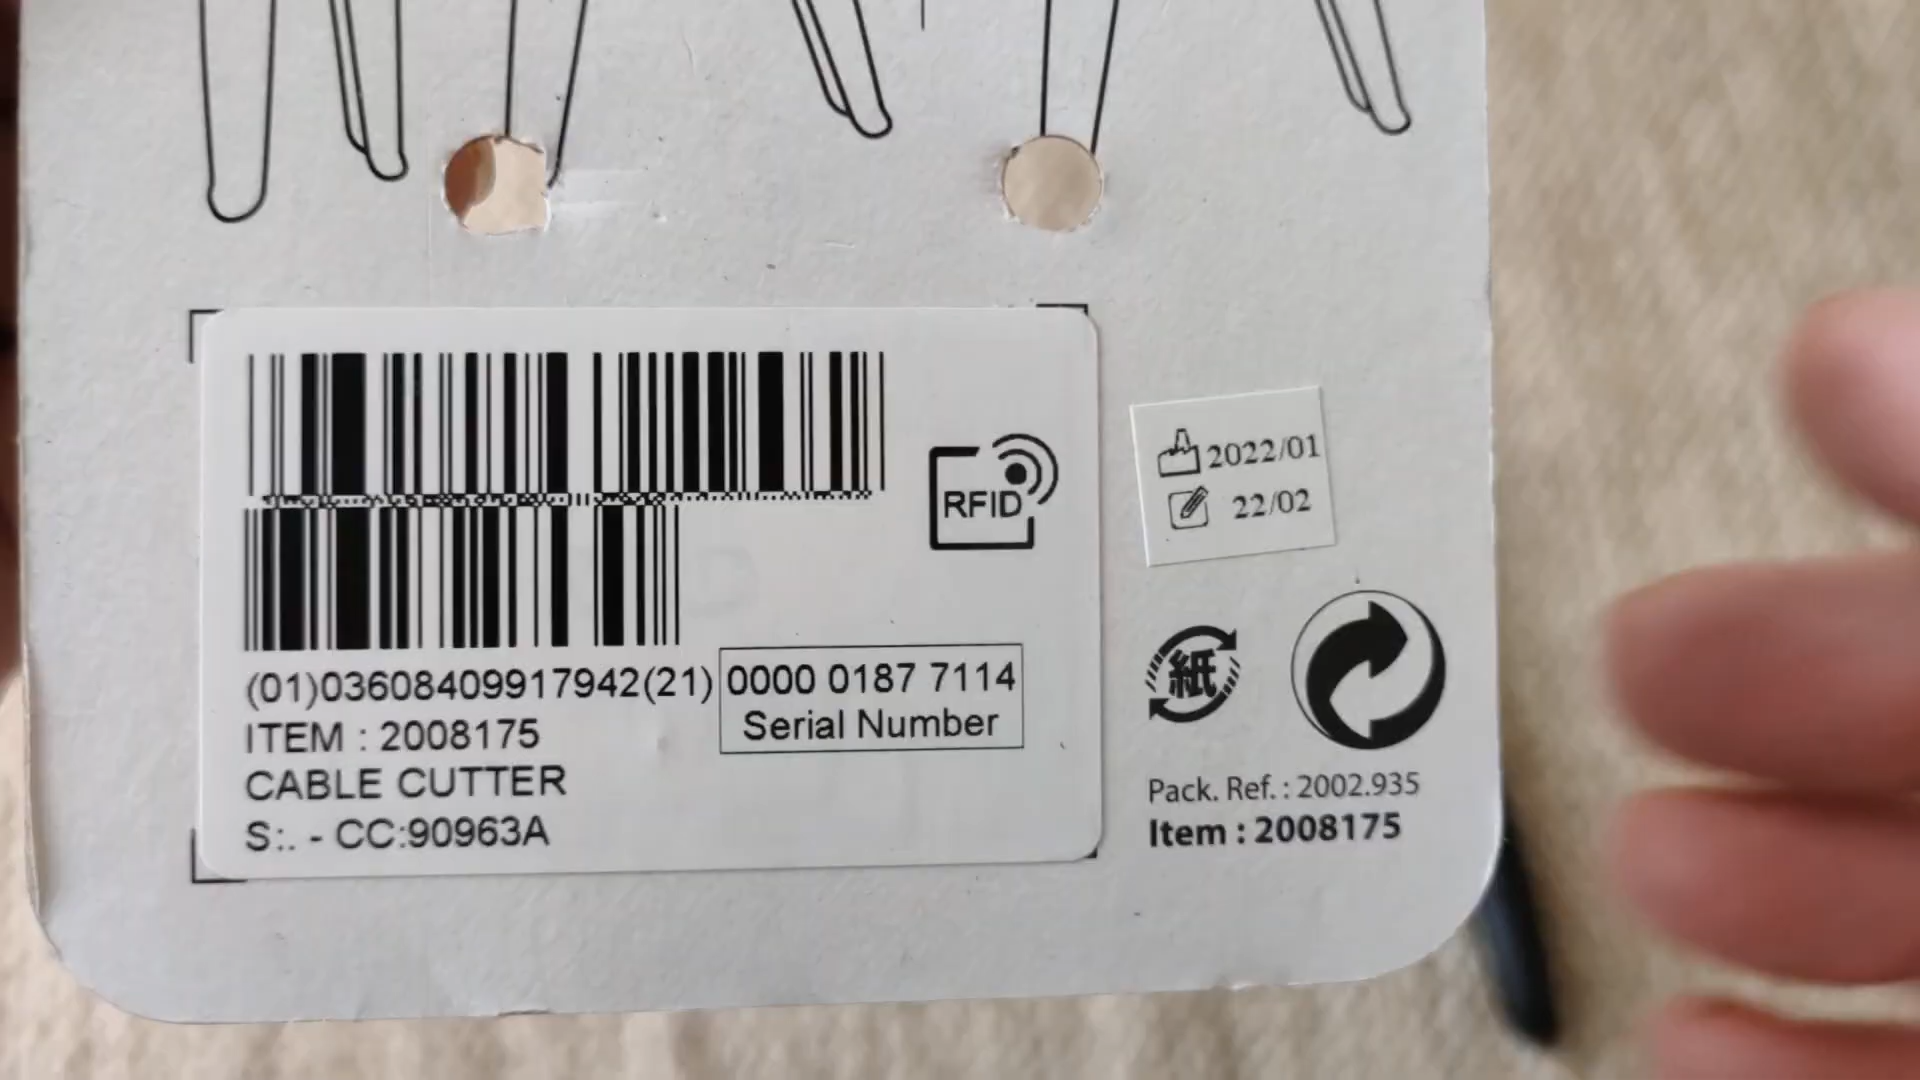 RFID
(01)03608409917942(21)
0000 0187 7114
Serial Number
ITEM : 2008175
CABLE CUTTER
S:. - CC:90963A
2022/01
22/02
紙
Pack. Ref. : 2002.935
Item : 2008175